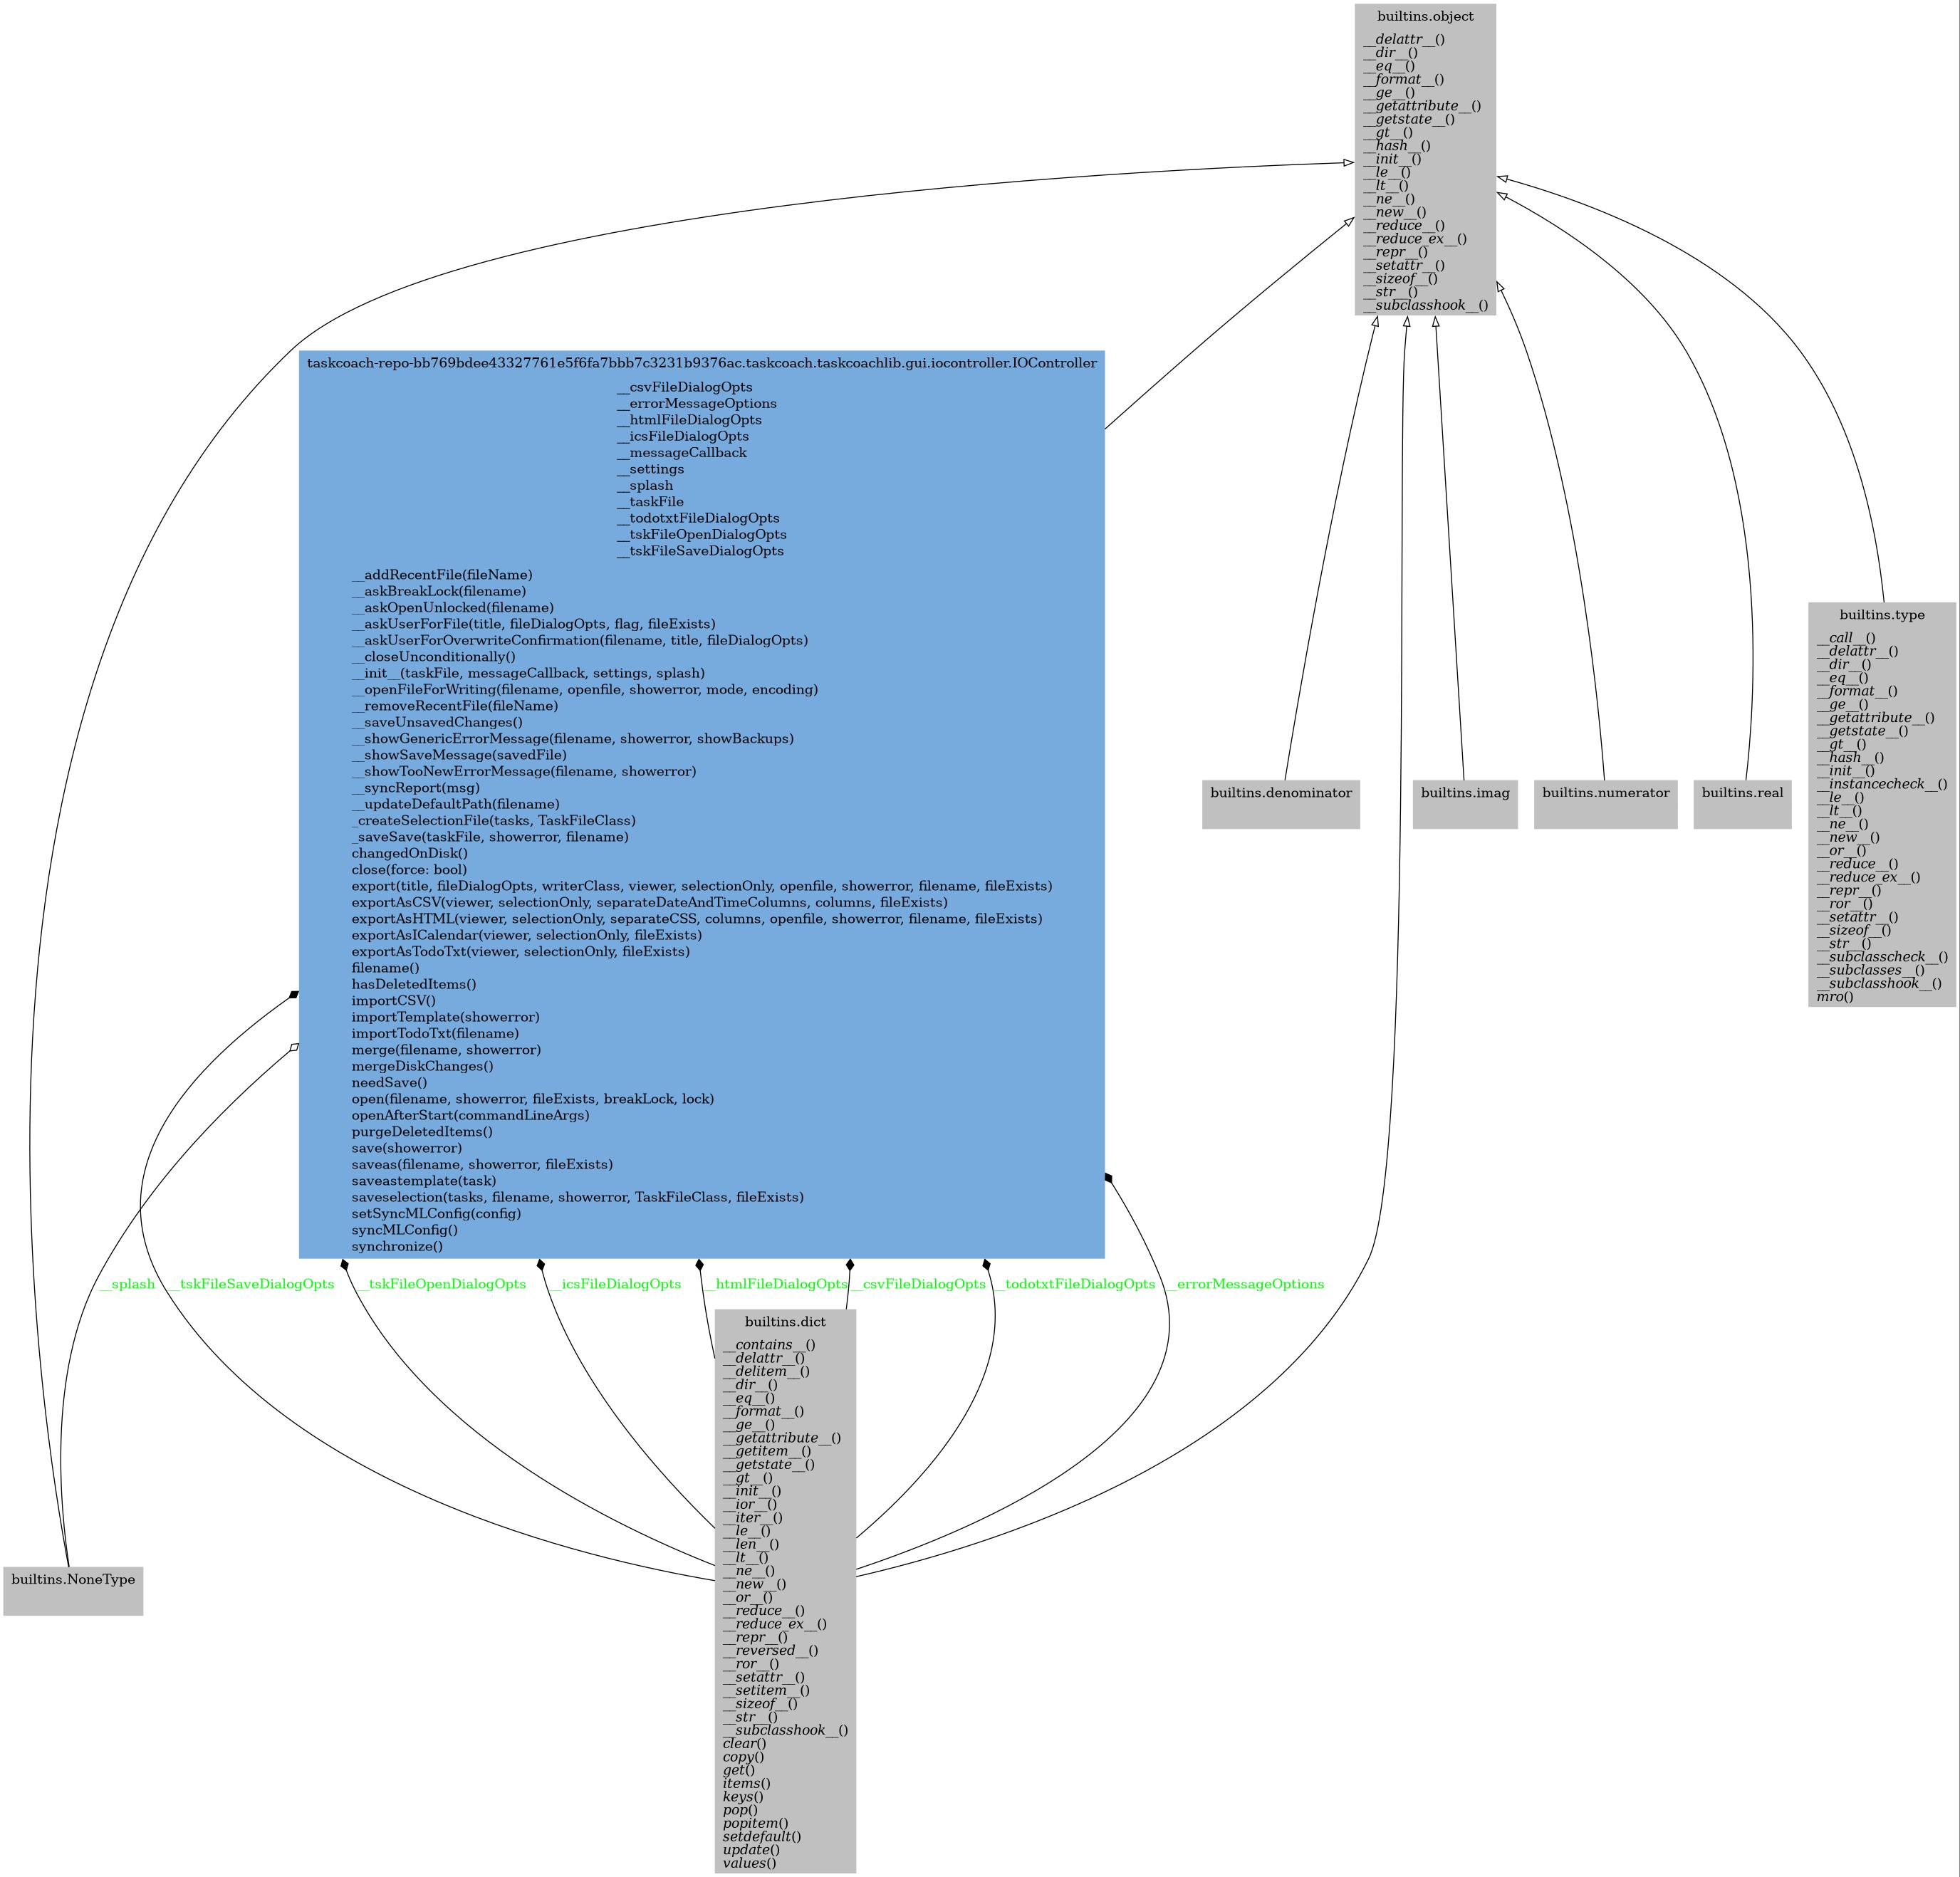 builtins.object
__delattr__()
__dir__()
__eq__()
__format__()
__ge__()
__getattribute__()
__getstate__()
__gt__()
__hash__()
__init__()
__le__()
__lt__()
__ne__()
__new__()
__reduce__()
__reduce_ex__()
__repr__()
__setattr__()
__sizeof__()
__str__()
__subclasshook__()
taskcoach-repo-bb769bdee43327761e5f6fa7bbb7c3231b9376ac.taskcoach.taskcoachlib.gui.iocontroller.IOController
__csvFileDialogOpts
__errorMessageOptions
__htmlFileDialogOpts
__icsFileDialogOpts
__messageCallback
__settings
__splash
__taskFile
__todotxtFileDialogOpts
__tskFileOpenDialogOpts
__tskFileSaveDialogOpts
__addRecentFile(fileName)
__askBreakLock(filename)
__askOpenUnlocked(filename)
__askUserForFile(title, fileDialogOpts, flag, fileExists)
__askUserForOverwriteConfirmation(filename, title, fileDialogOpts)
__closeUnconditionally()
__init__(taskFile, messageCallback, settings, splash)
__openFileForWriting(filename, openfile, showerror, mode, encoding)
__removeRecentFile(fileName)
__saveUnsavedChanges()
__showGenericErrorMessage(filename, showerror, showBackups)
__showSaveMessage(savedFile)
__showTooNewErrorMessage(filename, showerror)
__syncReport(msg)
__updateDefaultPath(filename)
_createSelectionFile(tasks, TaskFileClass)
_saveSave(taskFile, showerror, filename)
changedOnDisk()
close(force: bool)
export(title, fileDialogOpts, writerClass, viewer, selectionOnly, openfile, showerror, filename, fileExists)
exportAsCSV(viewer, selectionOnly, separateDateAndTimeColumns, columns, fileExists)
exportAsHTML(viewer, selectionOnly, separateCSS, columns, openfile, showerror, filename, fileExists)
exportAsICalendar(viewer, selectionOnly, fileExists)
exportAsTodoTxt(viewer, selectionOnly, fileExists)
filename()
hasDeletedItems()
importCSV()
importTemplate(showerror)
importTodoTxt(filename)
merge(filename, showerror)
mergeDiskChanges()
needSave()
open(filename, showerror, fileExists, breakLock, lock)
openAfterStart(commandLineArgs)
purgeDeletedItems()
save(showerror)
saveas(filename, showerror, fileExists)
saveastemplate(task)
saveselection(tasks, filename, showerror, TaskFileClass, fileExists)
setSyncMLConfig(config)
syncMLConfig()
synchronize()
builtins.denominator
builtins.imag
builtins.numerator
builtins.real
builtins.type
__call__()
__delattr__()
__dir__()
__eq__()
__format__()
__ge__()
__getattribute__()
__getstate__()
__gt__()
__hash__()
__init__()
__instancecheck__()
__le__()
__lt__()
__ne__()
__new__()
__or__()
__reduce__()
__reduce_ex__()
__repr__()
__ror__()
__setattr__()
__sizeof__()
__str__()
__subclasscheck__()
__subclasses__()
__subclasshook__()
mro()
__splash
__tskFileSaveDialogOpts
__tskFileOpenDialogOpts
__icsFileDialogOpts
__htmlFileDialogOpts
__csvFileDialogOpts
__todotxtFileDialogOpts
__errorMessageOptions
builtins.NoneType
builtins.dict
__contains__()
__delattr__()
__delitem__()
__dir__()
__eq__()
__format__()
__ge__()
__getattribute__()
__getitem__()
__getstate__()
__gt__()
__init__()
__ior__()
__iter__()
__le__()
__len__()
__lt__()
__ne__()
__new__()
__or__()
__reduce__()
__reduce_ex__()
__repr__()
__reversed__()
__ror__()
__setattr__()
__setitem__()
__sizeof__()
__str__()
__subclasshook__()
clear()
copy()
get()
items()
keys()
pop()
popitem()
setdefault()
update()
values()